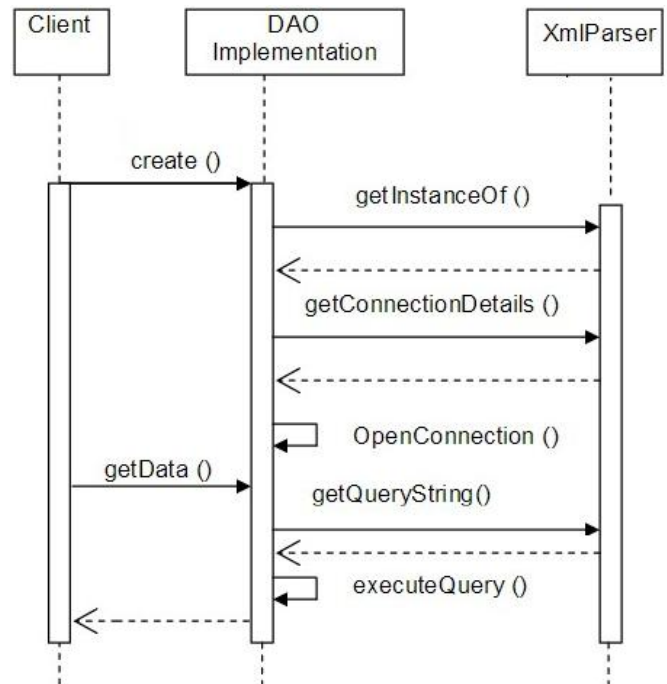 Client
DAO
Implementation
XmlParser
create ()
getInstanceOf ()
getConnectionDetails ()
OpenConnection ()
getData ()
getQueryString()
executeQuery ()